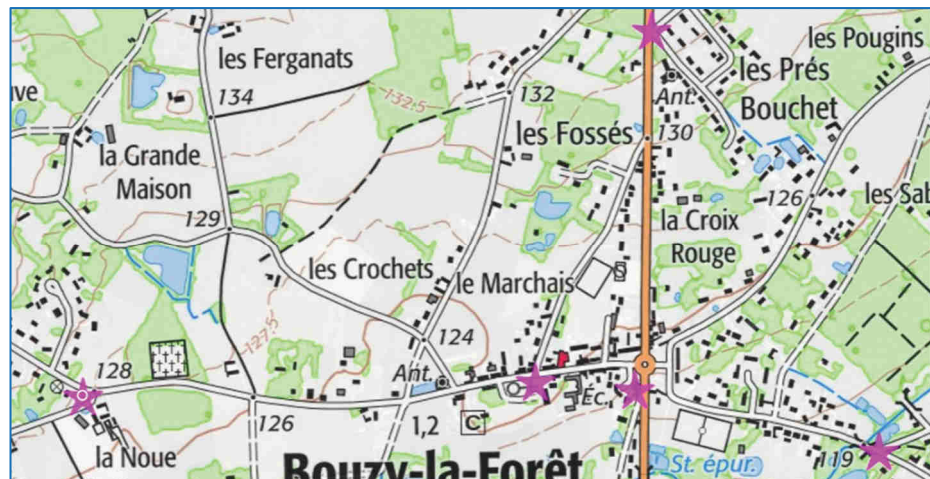 les Pougins
les Ferganats
les Prés
Bouchet
132.5
132
134
Ant.
les Fossés
130
la Grande
Maison
126
les Sab
129
la Croix
Rouge
les Crochets
le Marchais
127.5
124
128
Ant.
Éc.
126
1,2
C
la Noue
119
St. épur.
Bouzy-la-Forêt